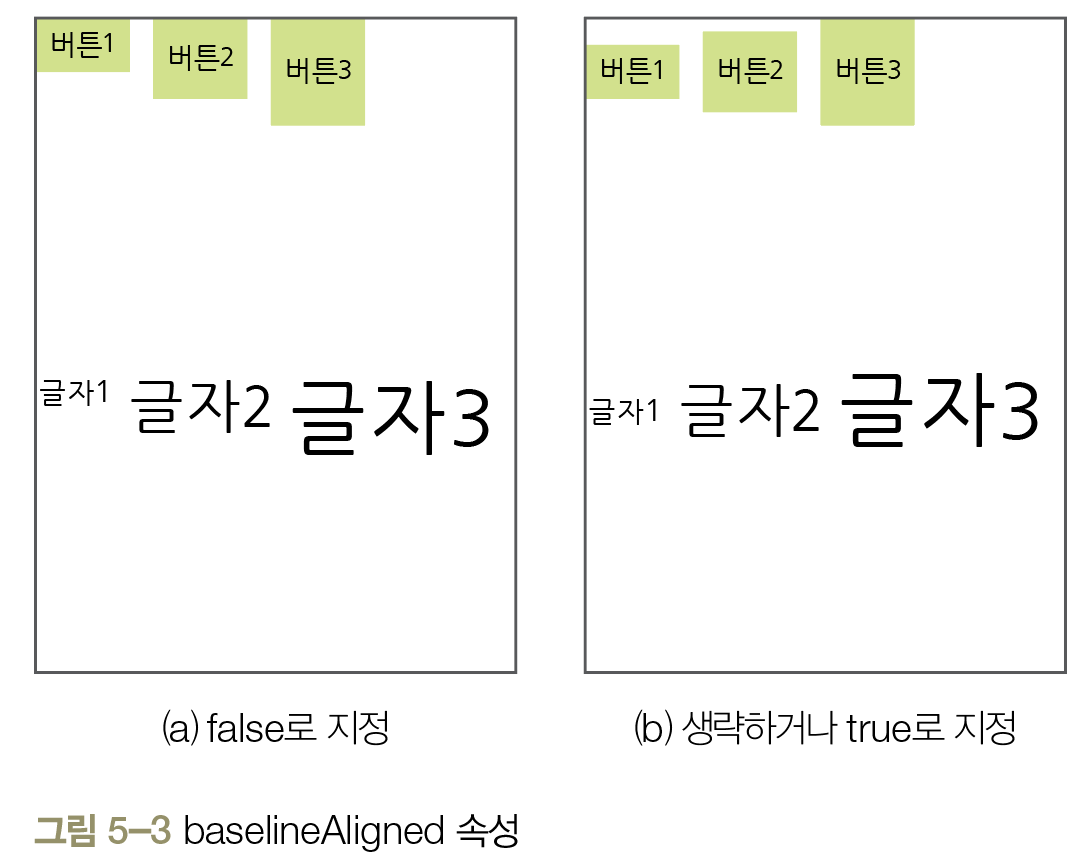 버튼1 버튼2 버튼3
글자1 글자2 글자3
(a) false로 지정
버튼1 버튼2 버튼3
글자1 글자2 글자3
(b) 생략하거나 true로 지정
그림 5-3 baselineAligned 속성